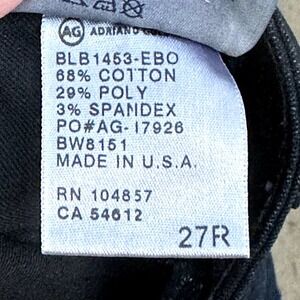 AG ADRIANO
BLB1453-EBO
68% COTTON
29% POLY
3% SPANDEX
PO#AG-17926
BW8151
MADE IN U.S.A.
RN 104857
CA 54612
27R